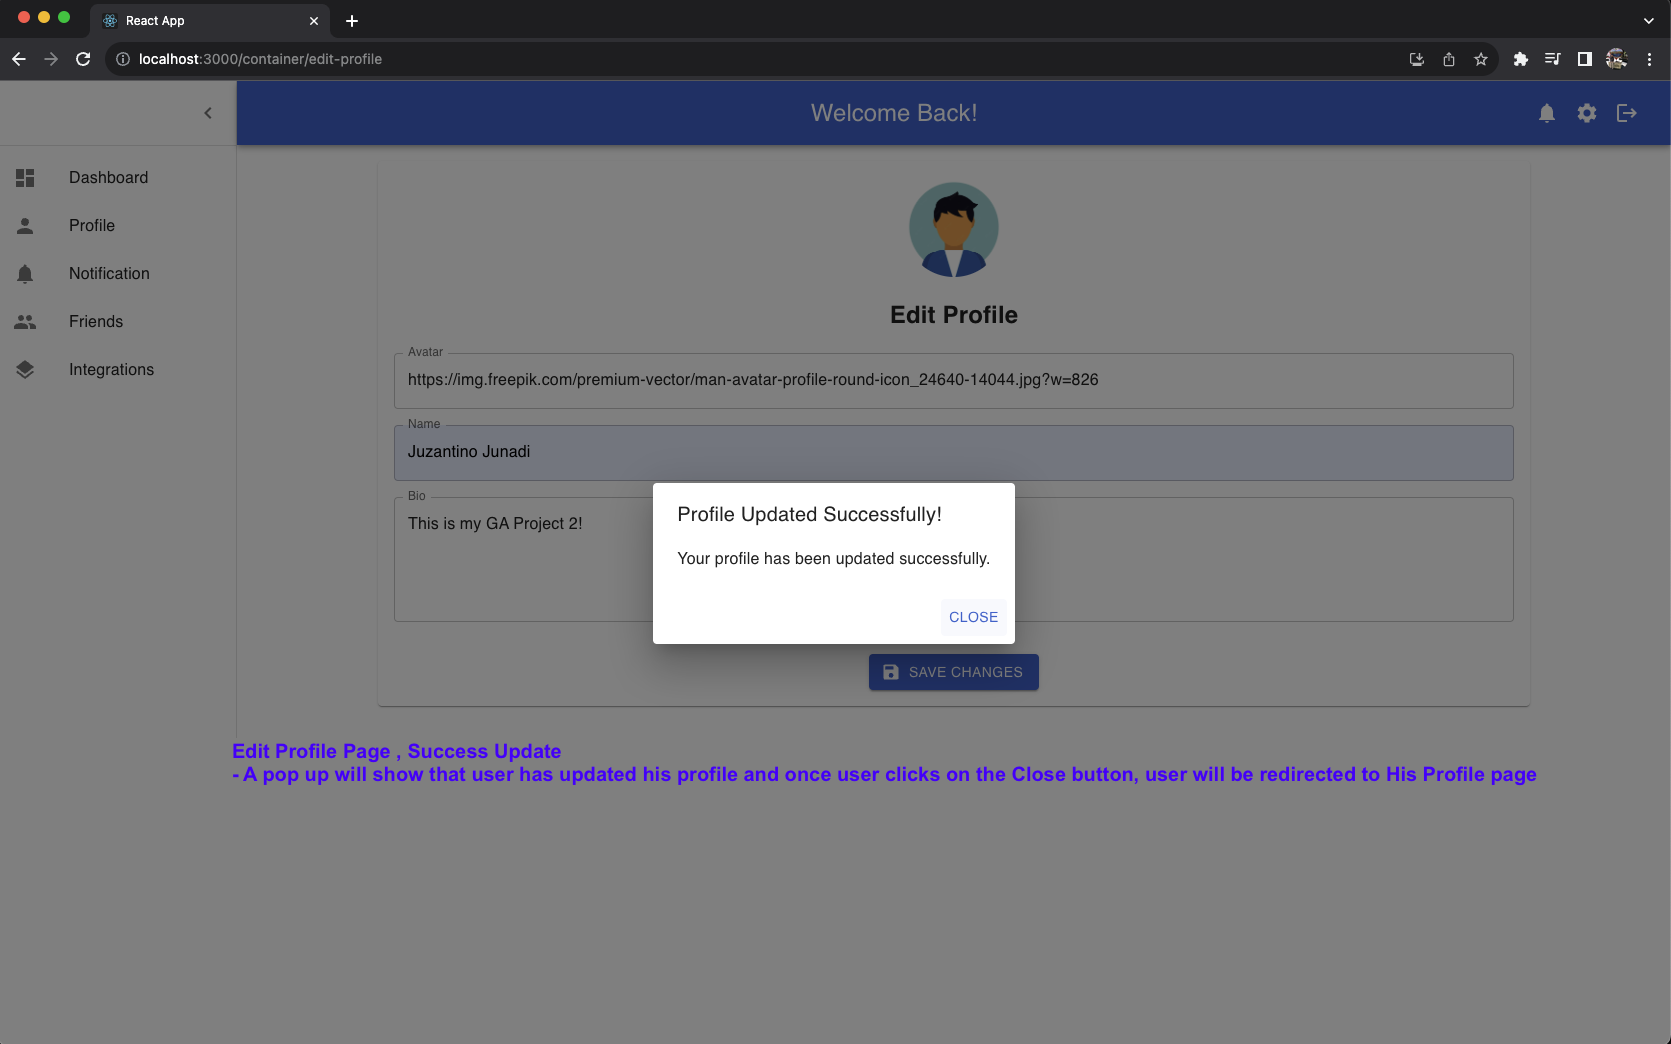 React App
localhost:3000/container/edit-profile
Welcome Back!
Dashboard
Profile
Notification
Friends
Integrations
Edit Profile
Avatar
https://img.freepik.com/premium-vector/man-avatar-profile-round-icon_24640-14044.jpg?w=826
Name
Juzantino Junadi
Bio
This is my GA Project 2!
Profile Updated Successfully!
Your profile has been updated successfully.
CLOSE
SAVE CHANGES
Edit Profile Page , Success Update
- A pop up will show that user has updated his profile and once user clicks on the Close button, user will be redirected to His Profile page